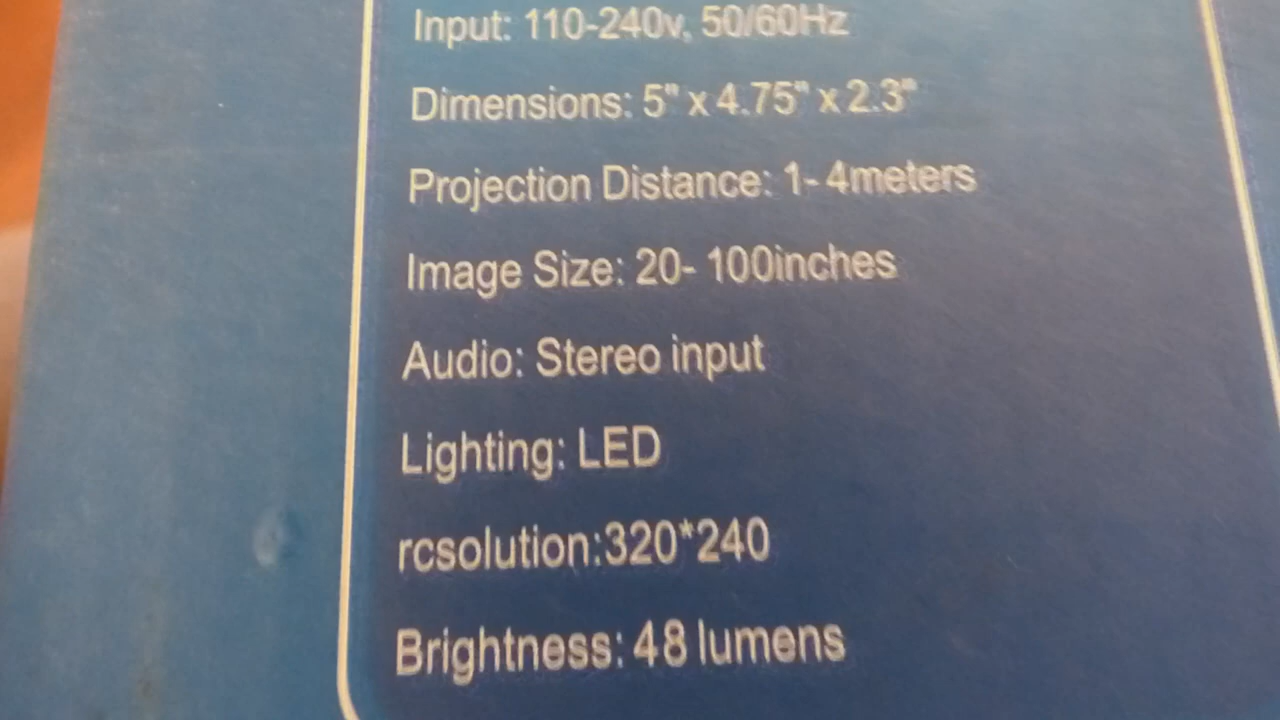 Input: 110-240v, 50/60Hz
Dimensions: 5" x 4.75" x 2.3"
Projection Distance: 1- 4meters
Image Size: 20- 100inches
Audio: Stereo input
Lighting: LED
rcsolution:320*240
Brightness: 48 lumens